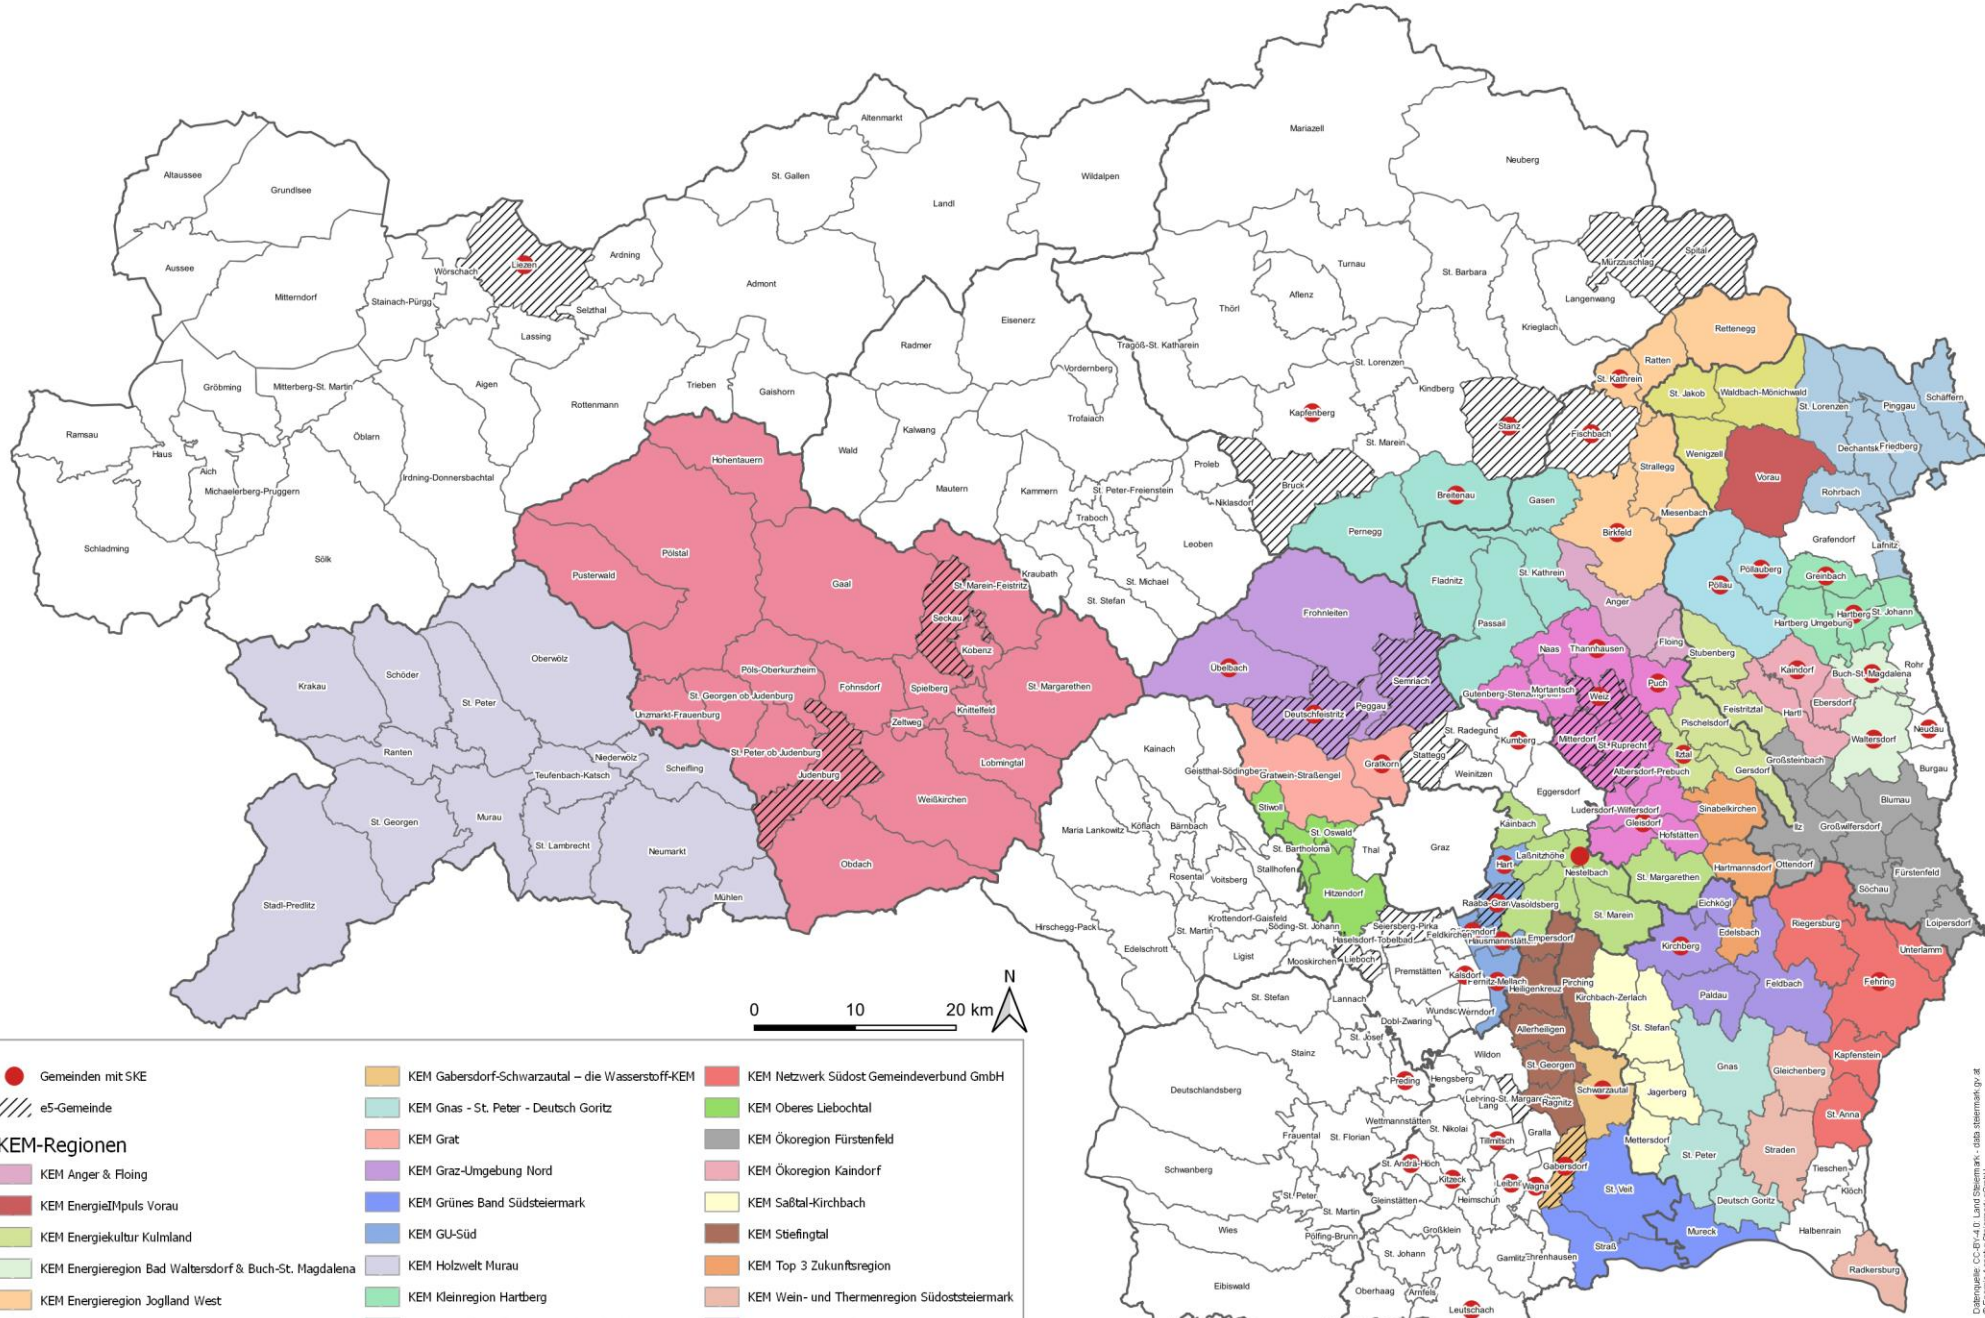 Altaussee
Grundlsee
Aussee
Mitterndorf
Wörschach
Liezen
Stainach-Pürgg
Ardning
Selzthal
Lassing
Altenmarkt
St. Gallen
Landl
Wildalpen
Admont
Mariazell
Neuberg
Spital
Mürzzuschlag
Langenwang
Krieglach
St. Barbara
Turnau
Aflenz
Thörl
Eisenerz
Radmer
Vordernberg
Tragöß-St. Katharein
Trofaiach
St. Lorenzen
Kindberg
Kapfenberg
St. Marein
Stanz
Fischbach
Gröbming
Mitterberg-St. Martin
Aigen
Rottenmann
Trieben
Gaishorn
Ramsau
Haus
Aich
Öblarn
Michaelerberg-Pruggern
Irdning-Donnersbachtal
Schladming
Sölk
Wald
Kalwang
Mautern
Kammern
Proleb
Niklasdorf
St. Peter-Freienstein
Traboch
Leoben
Bruck
Kraubath
St. Michael
St. Stefan
Rettenegg
Ratten
St. Kathrein
St. Jakob
Waldbach-Mönichwald
St. Lorenzen
Pinggau
Schäffern
Friedberg
Wenigzell
Strallegg
Vorau
Rohrbach
Miesenbach
Birkfeld
Grafendorf
Lafnitz
Pernegg
Breitenau
Gasen
Fladnitz
St. Kathrein
Passail
Anger
Floing
Pöllau
Pöllauberg
Greinbach
Hartberg
St. Johann
Hartberg Umgebung
Hohentauern
Pölstal
Pusterwald
Gaal
St. Marein-Feistritz
Seckau
Kobenz
Pöls-Oberkurzheim
Fohnsdorf
Spielberg
St. Margarethen
St. Georgen ob Judenburg
Unzmarkt-Frauenburg
Knittelfeld
Zeltweg
St. Peter ob Judenburg
Judenburg
Lobmingtal
Weißkirchen
Obdach
Krakau
Schöder
St. Peter
Oberwölz
Ranten
Niederwölz
Teufenbach-Katsch
Scheifling
St. Georgen
Murau
St. Lambrecht
Neumarkt
Mühlen
Stadl-Predlitz
Frohnleiten
Übelbach
Semriach
Peggau
Deutschfeistritz
Naas
Thannhausen
Mortantsch
Weiz
Puch
Stubenberg
Kaindorf
Buch-St. Magdalena
Rohr
Ebersdorf
Hartl
Feistritztal
Pischelsdorf
Neudau
Waltersdorf
Burgau
St. Radegund
Kumberg
Stattegg
Weinitzen
Mitterdorf
St. Ruprecht
Ilztal
Albersdorf-Prebuch
Gersdorf
Großsteinbach
Eggersdorf
Ludersdorf-Wilfersdorf
Gleisdorf
Hofstätten
Sinabelkirchen
Ilz
Großwilfersdorf
Blumau
Kainach
Gratwein-Straßengel
Gratkorn
Stiwoll
St. Oswald
St. Bartholomä
Thal
Graz
Kainbach
Hart
Laßnitzhöhe
Nestelbach
St. Margarethen
Hartmannsdorf
Ottendorf
Söchau
Fürstenfeld
Loipersdorf
Maria Lankowitz
Köflach
Bärnbach
Rosental
Voitsberg
Stallhofen
Hitzendorf
Krottendorf-Gaisfeld
Söding-St. Johann
St. Martin
Hirschegg-Pack
Edelschrott
Ligist
Mooskirchen
Haselsdorf-Tobelbad
Seiersberg-Pirka
Lieboch
Feldkirchen
Vasoldsberg
St. Marein
Eichkögl
Riegersburg
Empersdorf
Kirchberg
Edelsbach
Unterlamm
Premstätten
Kalsdorf
Fernitz-Mellach
Heiligenkreuz
Pirching
Kirchbach-Zerlach
Paldau
Feldbach
Fehring
St. Stefan
Lannach
Dobl-Zwaring
Werndorf
St. Josef
Allerheiligen
St. Stefan
Stainz
Wildon
St. Georgen
Gnas
Kapfenstein
Gleichenberg
Deutschlandsberg
Preding
Hengsberg
Lang
Ragnitz
Schwarzautal
Jagerberg
St. Anna
Wettmannstätten
St. Nikolai
Frauental
St. Florian
Tillmitsch
Gralla
Mettersdorf
St. Peter
Straden
Schwanberg
St. Andrä-Höch
Kitzeck
Wagna
Gabersdorf
Tieschen
Klöch
St. Peter
St. Martin
Gleinstätten
Heimschuh
St. Veit
Deutsch Goritz
Halbenrain
Wies
Pölfing-Brunn
Großklein
St. Johann
Gamlitz
Ehrenhausen
Straß
Mureck
Radkersburg
Eibiswald
Oberhaag
Arnfels
Leutschach
0 10 20 km
N
Gemeinden mit SKE
e5-Gemeinde
KEM-Regionen
KEM Anger & Floing
KEM EnergieIMpuls Vorau
KEM Energiekultur Kulmland
KEM Energieregion Bad Waltersdorf & Buch-St. Magdalena
KEM Energieregion Joglland West
KEM Gabersdorf-Schwarzautal – die Wasserstoff-KEM
KEM Gnas - St. Peter - Deutsch Goritz
KEM Grat
KEM Graz-Umgebung Nord
KEM Grünes Band Südsteiermark
KEM GU-Süd
KEM Holzwelt Murau
KEM Kleinregion Hartberg
KEM Netzwerk Südost Gemeindeverbund GmbH
KEM Oberes Liebochtal
KEM Ökoregion Fürstenfeld
KEM Ökoregion Kaindorf
KEM Saßtal-Kirchbach
KEM Stiefingtal
KEM Top 3 Zukunftsregion
KEM Wein- und Thermenregion Südoststeiermark
Datenquelle: CC-BY-4.0: Land Steiermark - data.steiermark.gv.at